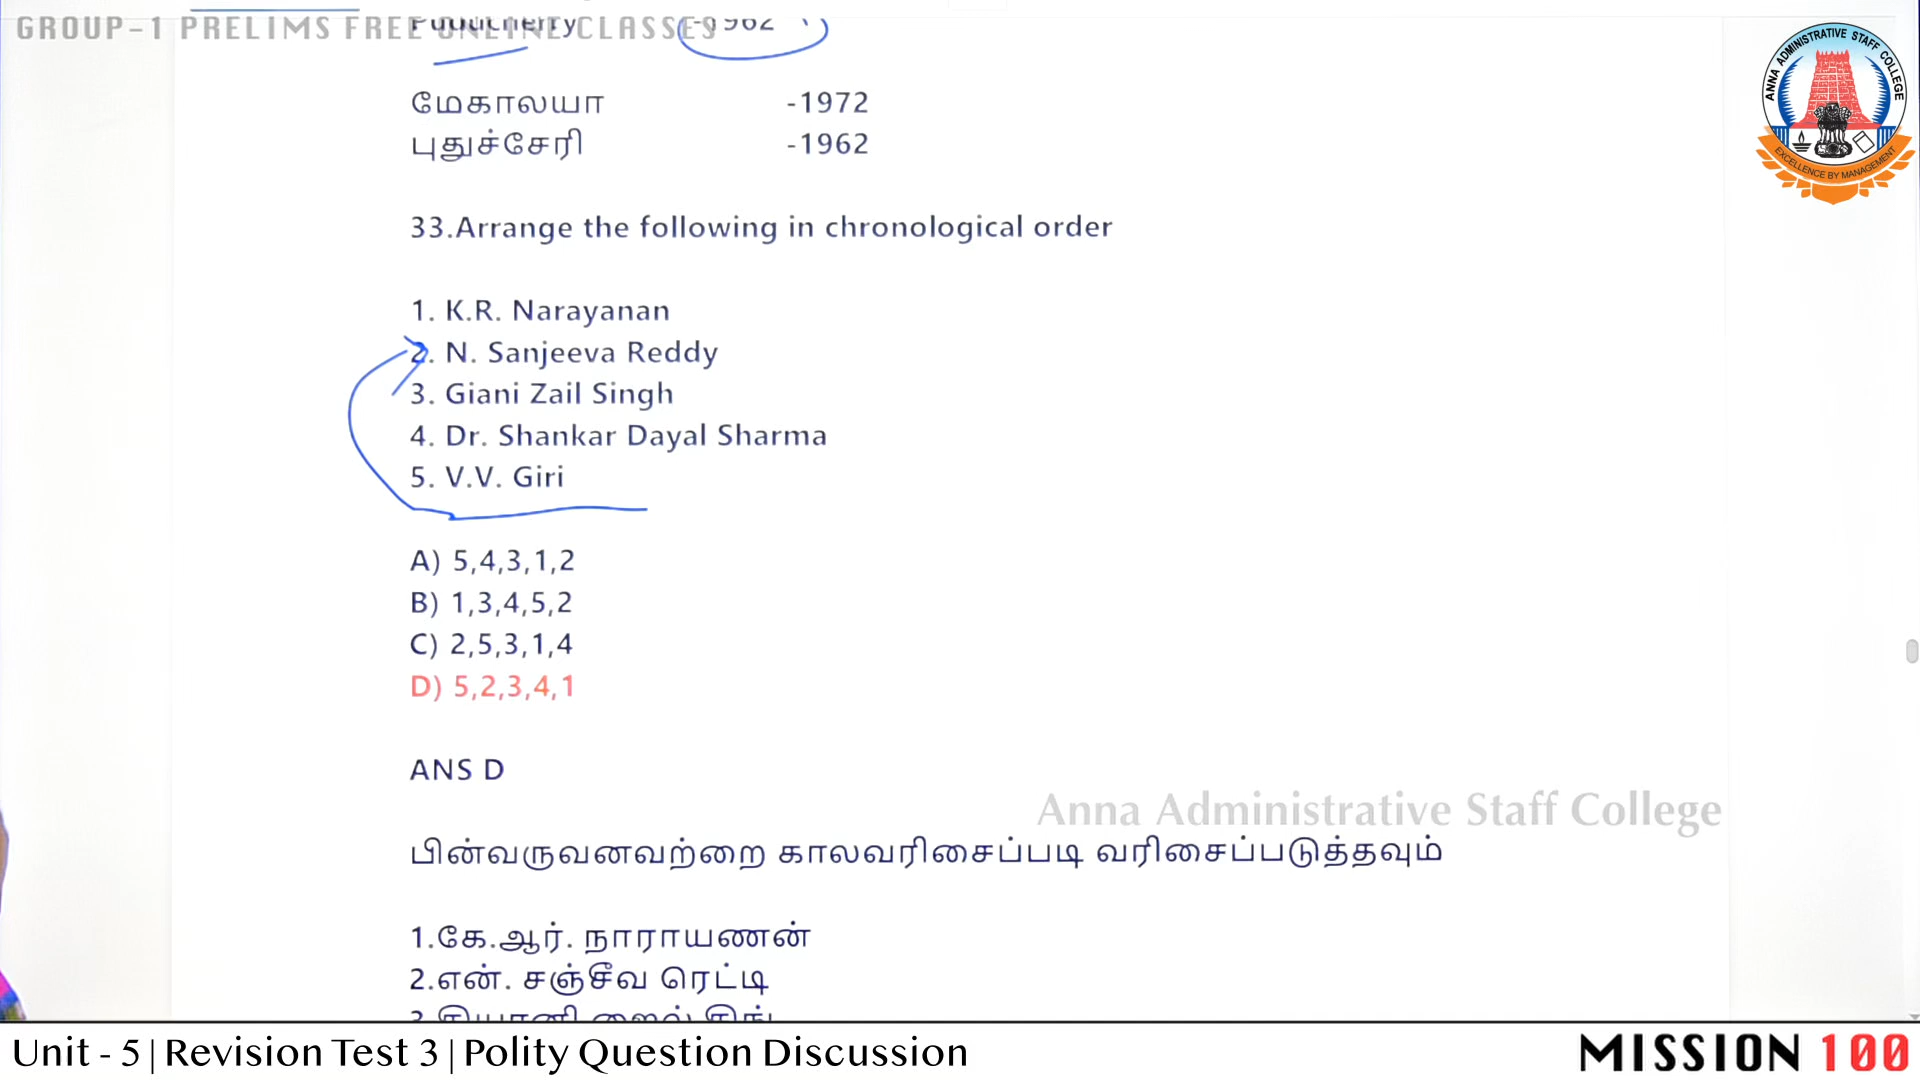 GROUP-1 PRELIMS FREE ONLINE CLASSES
Puducherry -1962
மேகாலயா -1972
புதுச்சேரி -1962
33.Arrange the following in chronological order
1. K.R. Narayanan
2. N. Sanjeeva Reddy
3. Giani Zail Singh
4. Dr. Shankar Dayal Sharma
5. V.V. Giri
A) 5,4,3,1,2
B) 1,3,4,5,2
C) 2,5,3,1,4
D) 5,2,3,4,1
ANS D
Anna Administrative Staff College
பின்வருவனவற்றை காலவரிசைப்படி வரிசைப்படுத்தவும்
1.கே.ஆர். நாராயணன்
2.என். சஞ்சீவ ரெட்டி
ANNA ADMINISTRATIVE STAFF COLLEGE
EXCELLENCE BY MANAGEMENT
Unit - 5|Revision Test 3|Polity Question Discussion
MISSION 100